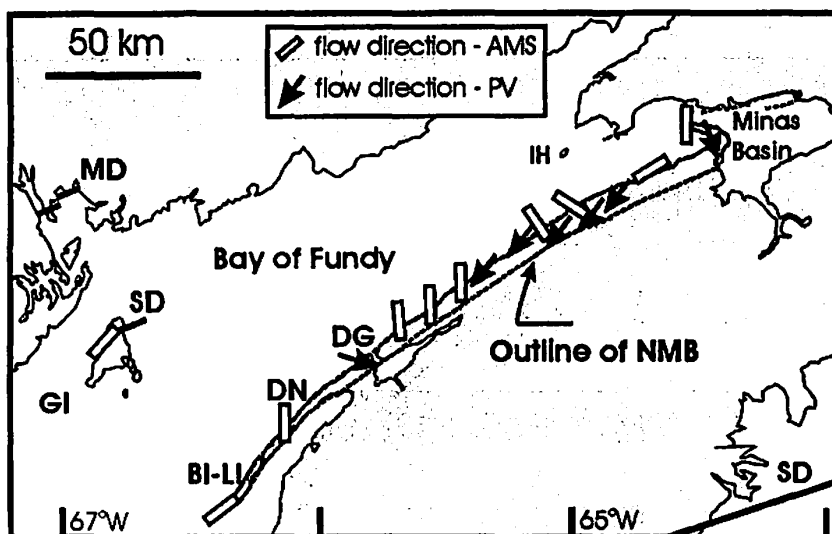 50 km
flow direction - AMS
flow direction - PV
Minas
Basin
IH
MD
Bay of Fundy
SD
DG
Outline of NMB
GI
DN
BI-LI
SD
67°W
65°W